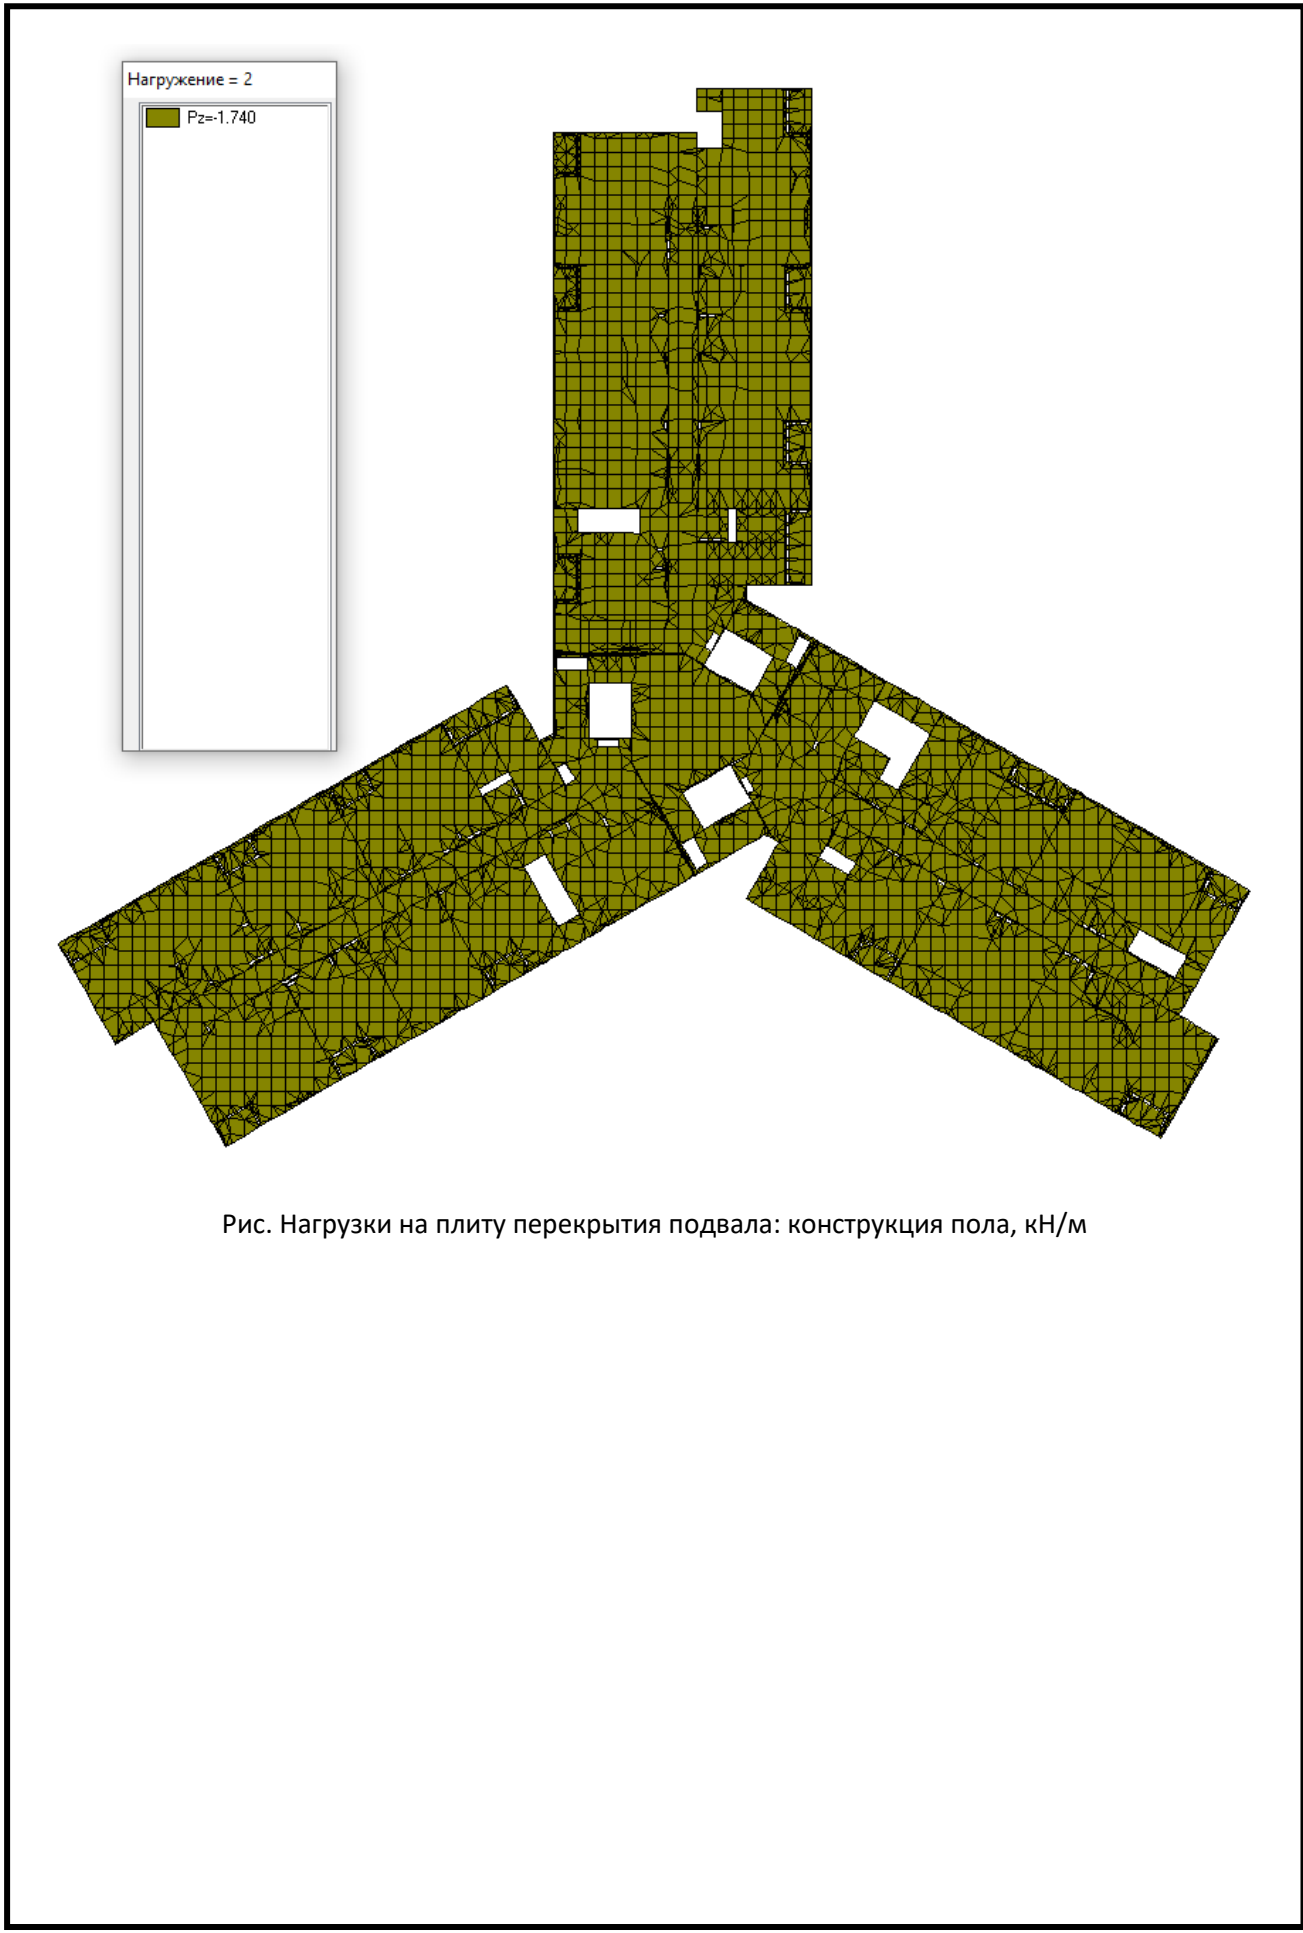 Нагружение = 2
Pz=-1.740
Рис. Нагрузки на плиту перекрытия подвала: конструкция пола, кН/м